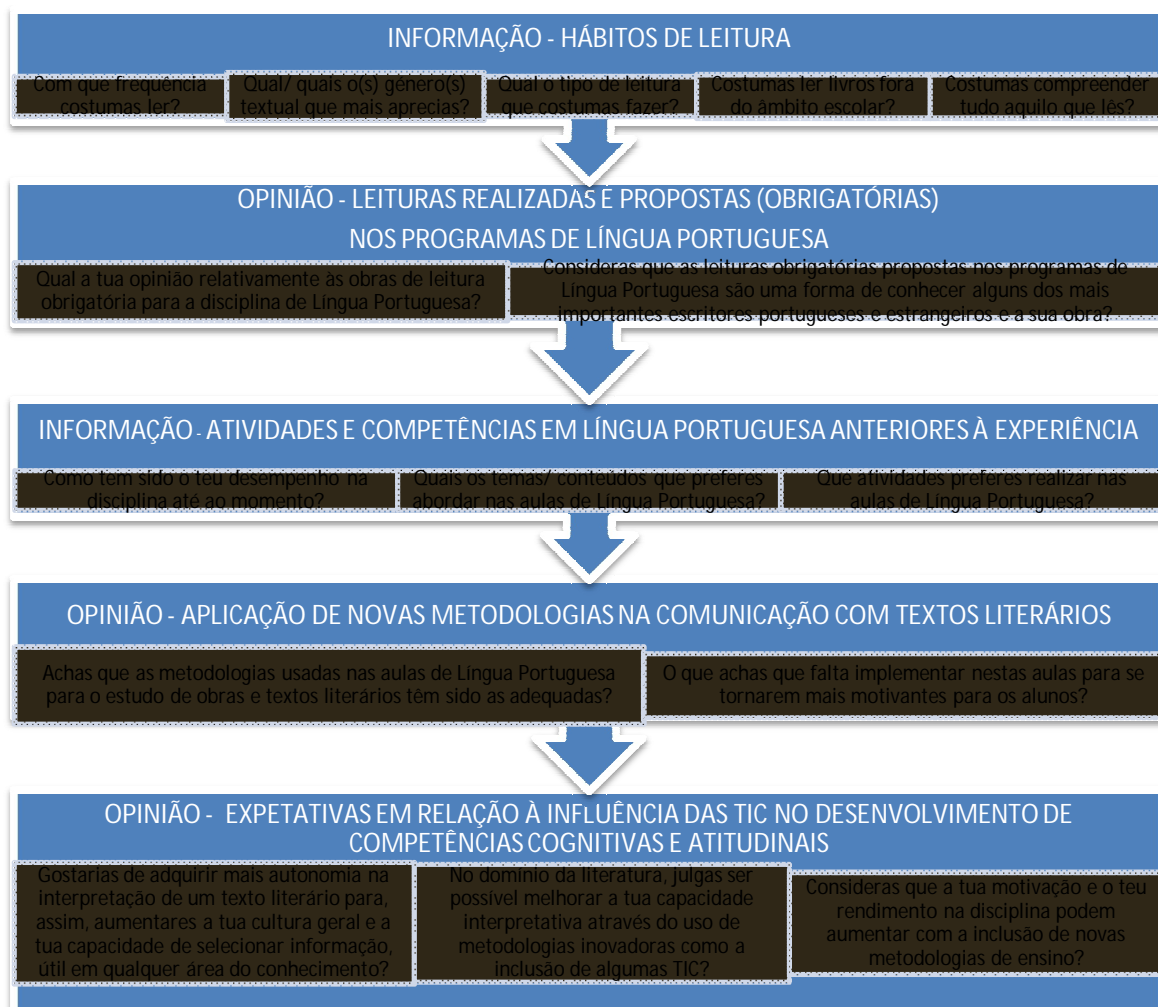 INFORMAÇÃO - HÁBITOS DE LEITURA
Com que frequência
costumas ler?
Qual/ quais o(s) género(s)
textual que mais aprecias?
Qual o tipo de leitura
que costumas fazer?
Costumas ler livros fora
do âmbito escolar?
Costumas compreender
tudo aquilo que lês?
OPINIÃO - LEITURAS REALIZADAS E PROPOSTAS (OBRIGATÓRIAS)
NOS PROGRAMAS DE LÍNGUA PORTUGUESA
Qual a tua opinião relativamente às obras de leitura
obrigatória para a disciplina de Língua Portuguesa?
Consideras que as leituras obrigatórias propostas nos programas de
Língua Portuguesa são uma forma de conhecer alguns dos mais
importantes escritores portugueses e estrangeiros e a sua obra?
INFORMAÇÃO - ATIVIDADES E COMPETÊNCIAS EM LÍNGUA PORTUGUESA ANTERIORES À EXPERIÊNCIA
Como tem sido o teu desempenho na
disciplina até ao momento?
Quais os temas/ conteúdos que preferes
abordar nas aulas de Língua Portuguesa?
Que atividades preferes realizar nas
aulas de Língua Portuguesa?
OPINIÃO - APLICAÇÃO DE NOVAS METODOLOGIAS NA COMUNICAÇÃO COM TEXTOS LITERÁRIOS
Achas que as metodologias usadas nas aulas de Língua Portuguesa
para o estudo de obras e textos literários têm sido as adequadas?
O que achas que falta implementar nestas aulas para se
tornarem mais motivantes para os alunos?
OPINIÃO - EXPETATIVAS EM RELAÇÃO À INFLUÊNCIA DAS TIC NO DESENVOLVIMENTO DE
COMPETÊNCIAS COGNITIVAS E ATITUDINAIS
Gostarias de adquirir mais autonomia na
interpretação de um texto literário para,
assim, aumentares a tua cultura geral e a
tua capacidade de selecionar informação,
útil em qualquer área do conhecimento?
No domínio da literatura, julgas ser
possível melhorar a tua capacidade
interpretativa através do uso de
metodologias inovadoras como a
inclusão de algumas TIC?
Consideras que a tua motivação e o teu
rendimento na disciplina podem
aumentar com a inclusão de novas
metodologias de ensino?